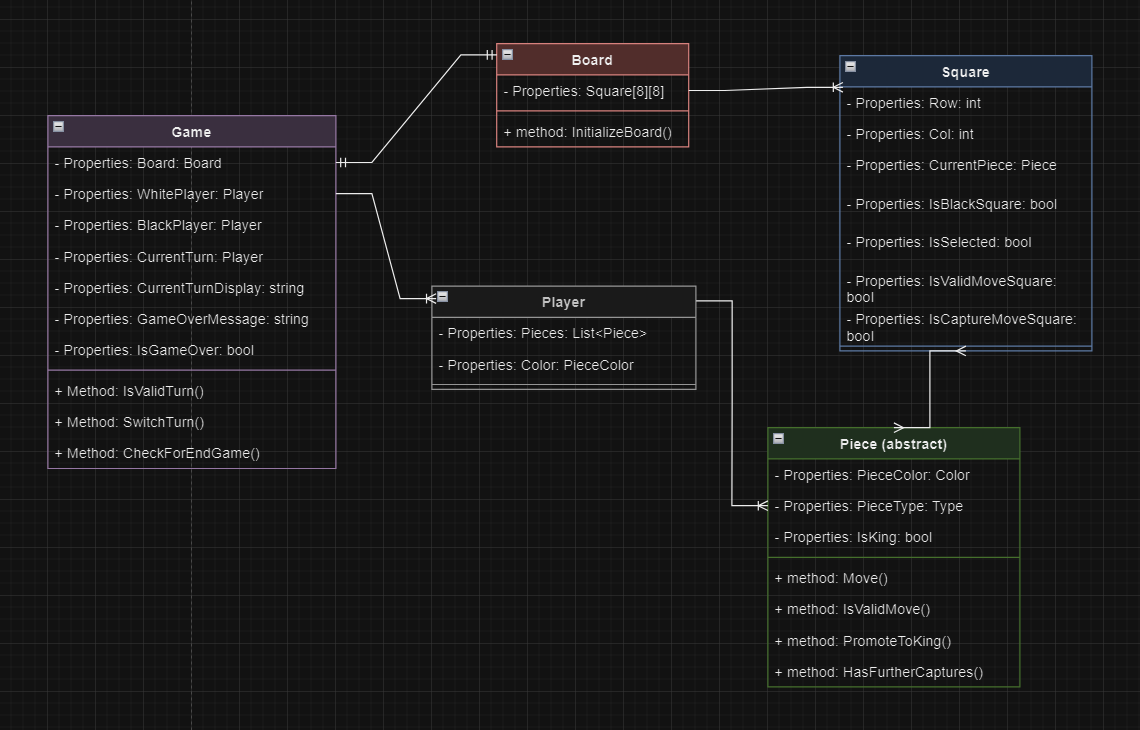 Game
- Properties: Board: Board
- Properties: WhitePlayer: Player
- Properties: BlackPlayer: Player
- Properties: CurrentTurn: Player
- Properties: CurrentTurnDisplay: string
- Properties: GameOverMessage: string
- Properties: IsGameOver: bool
+ Method: IsValidTurn()
+ Method: SwitchTurn()
+ Method: CheckForEndGame()
Board
- Properties: Square[8][8]
+ method: InitializeBoard()
Player
- Properties: Pieces: List<Piece>
- Properties: Color: PieceColor
Square
- Properties: Row: int
- Properties: Col: int
- Properties: CurrentPiece: Piece
- Properties: IsBlackSquare: bool
- Properties: IsSelected: bool
- Properties: IsValidMoveSquare:
bool
- Properties: IsCaptureMoveSquare:
bool
Piece (abstract)
- Properties: PieceColor: Color
- Properties: PieceType: Type
- Properties: IsKing: bool
+ method: Move()
+ method: IsValidMove()
+ method: PromoteToKing()
+ method: HasFurtherCaptures()